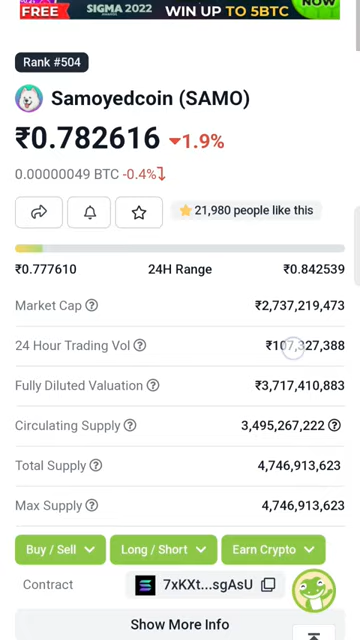 FREE SIGMA 2022 WIN UP TO 5BTC NOW
Rank #504
Samoyedcoin (SAMO)
₹0.782616 1.9%
0.00000049 BTC -0.4%
21,980 people like this
₹0.777610 24H Range ₹0.842539
Market Cap ₹2,737,219,473
24 Hour Trading Vol ₹107,327,388
Fully Diluted Valuation ₹3,717,410,883
Circulating Supply 3,495,267,222
Total Supply 4,746,913,623
Max Supply 4,746,913,623
Buy / Sell Long / Short Earn Crypto
Contract 7xKXt...sgAsU
Show More Info